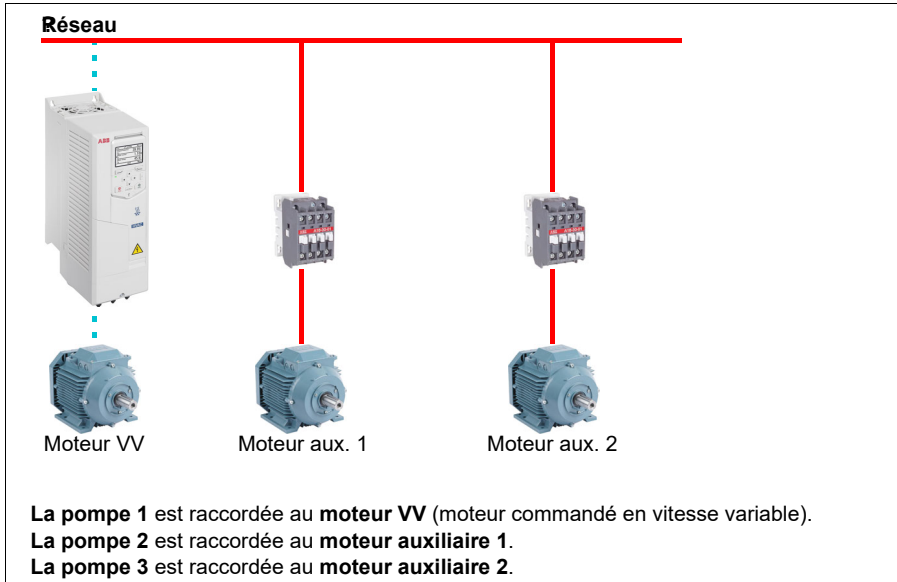 Réseau
ABB
Moteur VV
Moteur aux. 1
Moteur aux. 2
La pompe 1 est raccordée au moteur VV (moteur commandé en vitesse variable).
La pompe 2 est raccordée au moteur auxiliaire 1.
La pompe 3 est raccordée au moteur auxiliaire 2.